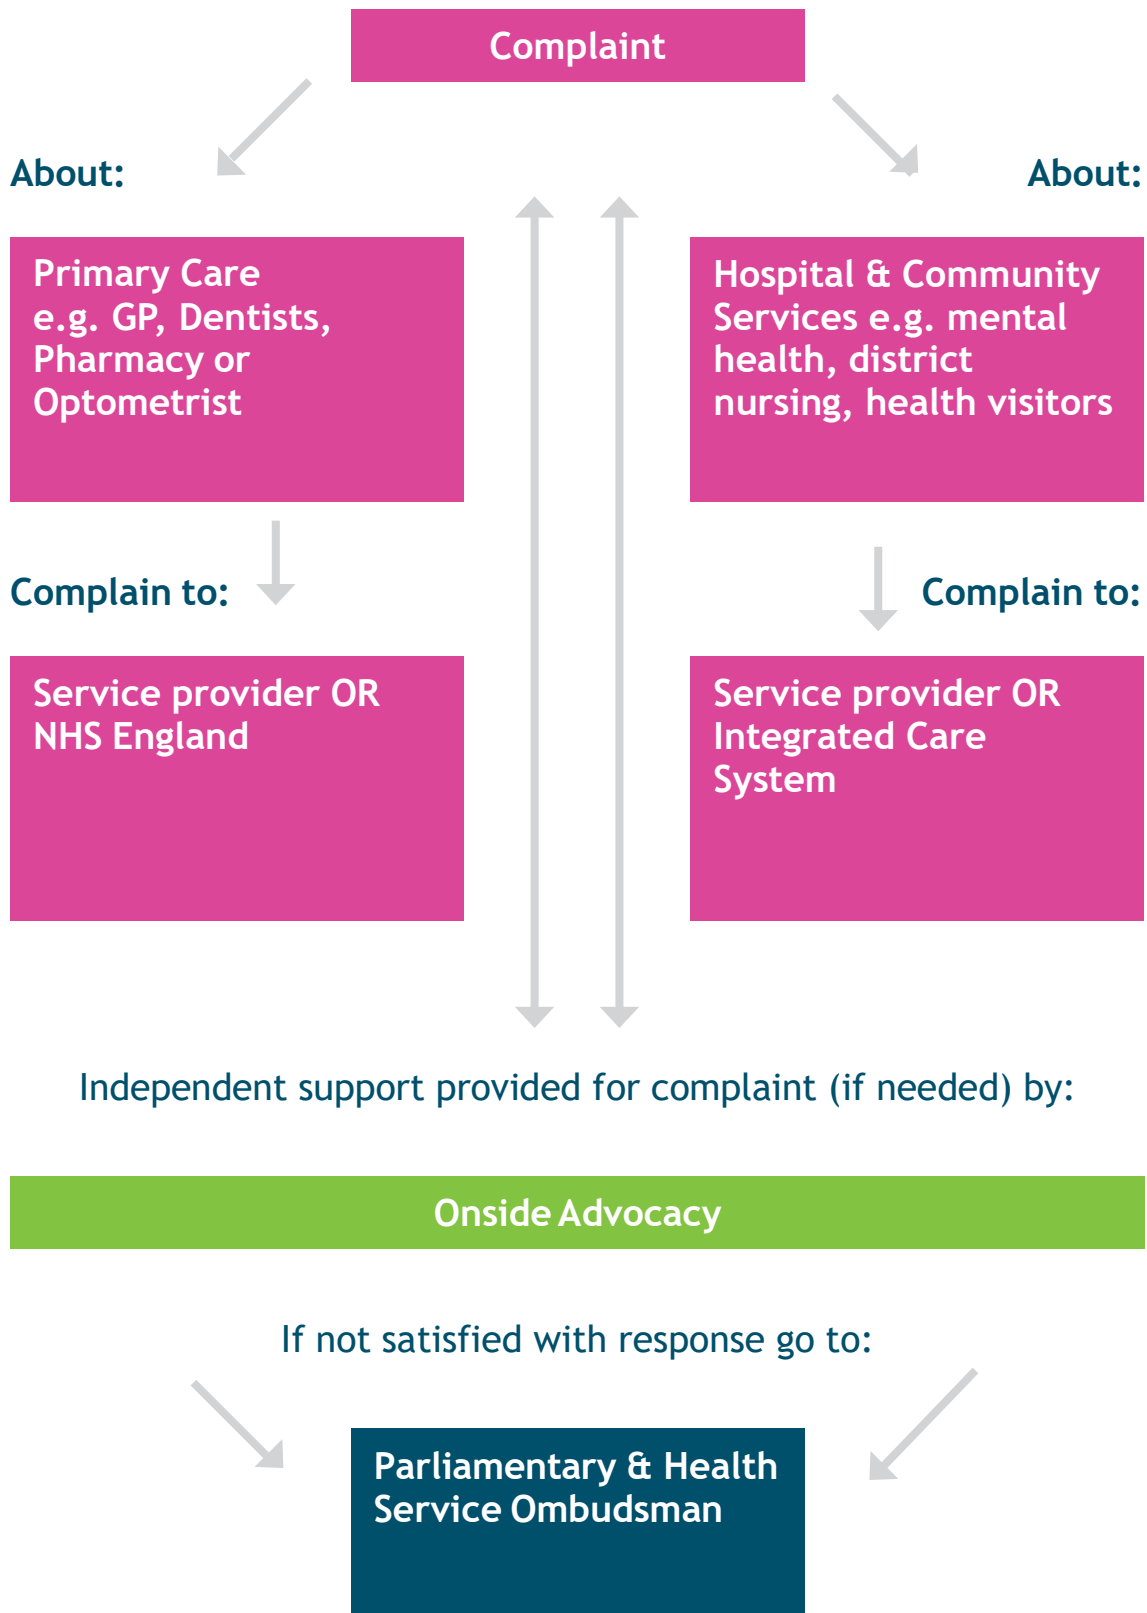 Complaint
About:
Primary Care
e.g. GP, Dentists,
Pharmacy or
Optometrist
Complain to:
Service provider OR
NHS England
About:
Hospital & Community
Services e.g. mental
health, district
nursing, health visitors
Complain to:
Service provider OR
Integrated Care
System
Independent support provided for complaint (if needed) by:
Onside Advocacy
If not satisfied with response go to:
Parliamentary & Health
Service Ombudsman